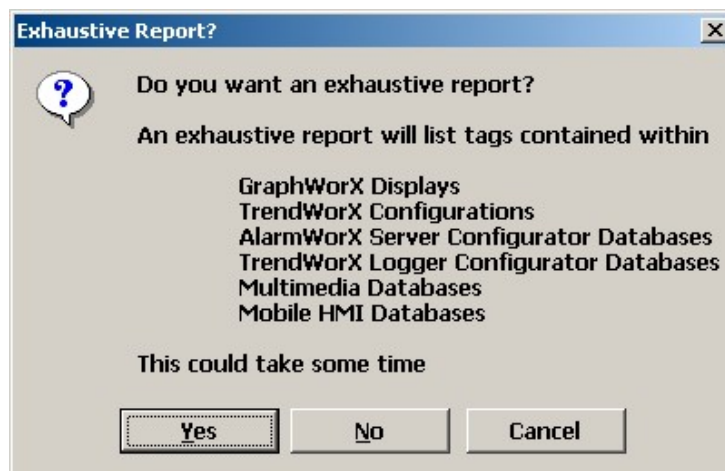 Exhaustive Report?
Do you want an exhaustive report?
An exhaustive report will list tags contained within
GraphWorX Displays
TrendWorX Configurations
AlarmWorX Server Configurator Databases
TrendWorX Logger Configurator Databases
Multimedia Databases
Mobile HMI Databases
This could take some time
Yes No Cancel